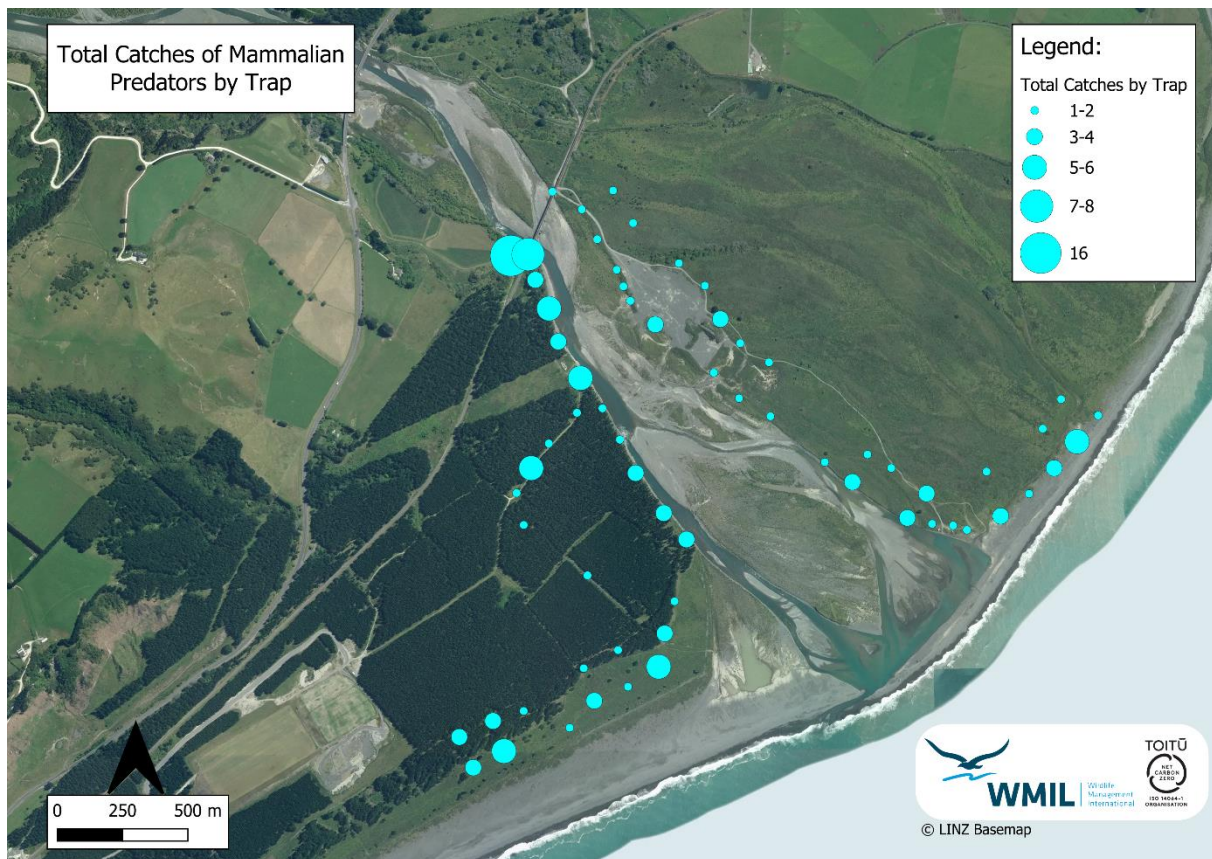 Total Catches of Mammalian
Predators by Trap
Legend:
Total Catches by Trap
1-2
3-4
5-6
7-8
16
0 250 500 m
WMIL
Wildlife
Management
International
TOITŪ
NET
CARBON
ZERO
ISO 14064-1
ORGANISATION
© LINZ Basemap